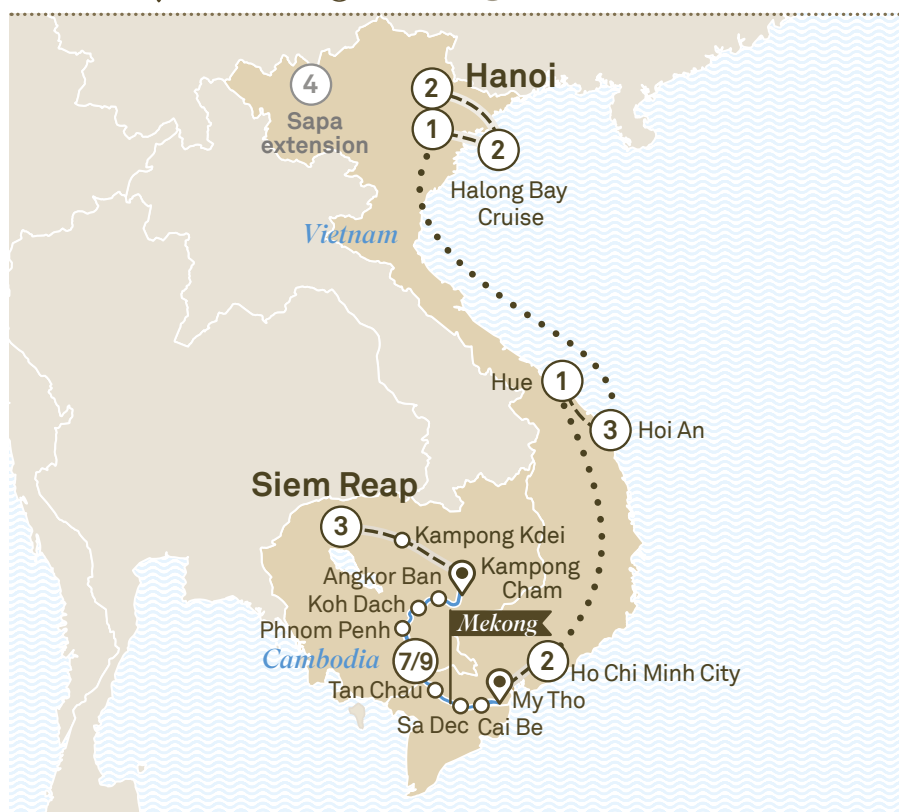 2
Hanoi
4
Sapa
extension
1
2
Halong Bay
Cruise
Vietnam
Hue
1
3
Hoi An
Siem Reap
3
Kampong Kdei
Angkor Ban
Kampong
Cham
Koh Dach
Mekong
Phnom Penh
Cambodia
7/9
2
Ho Chi Minh City
Tan Chau
My Tho
Sa Dec
Cai Be